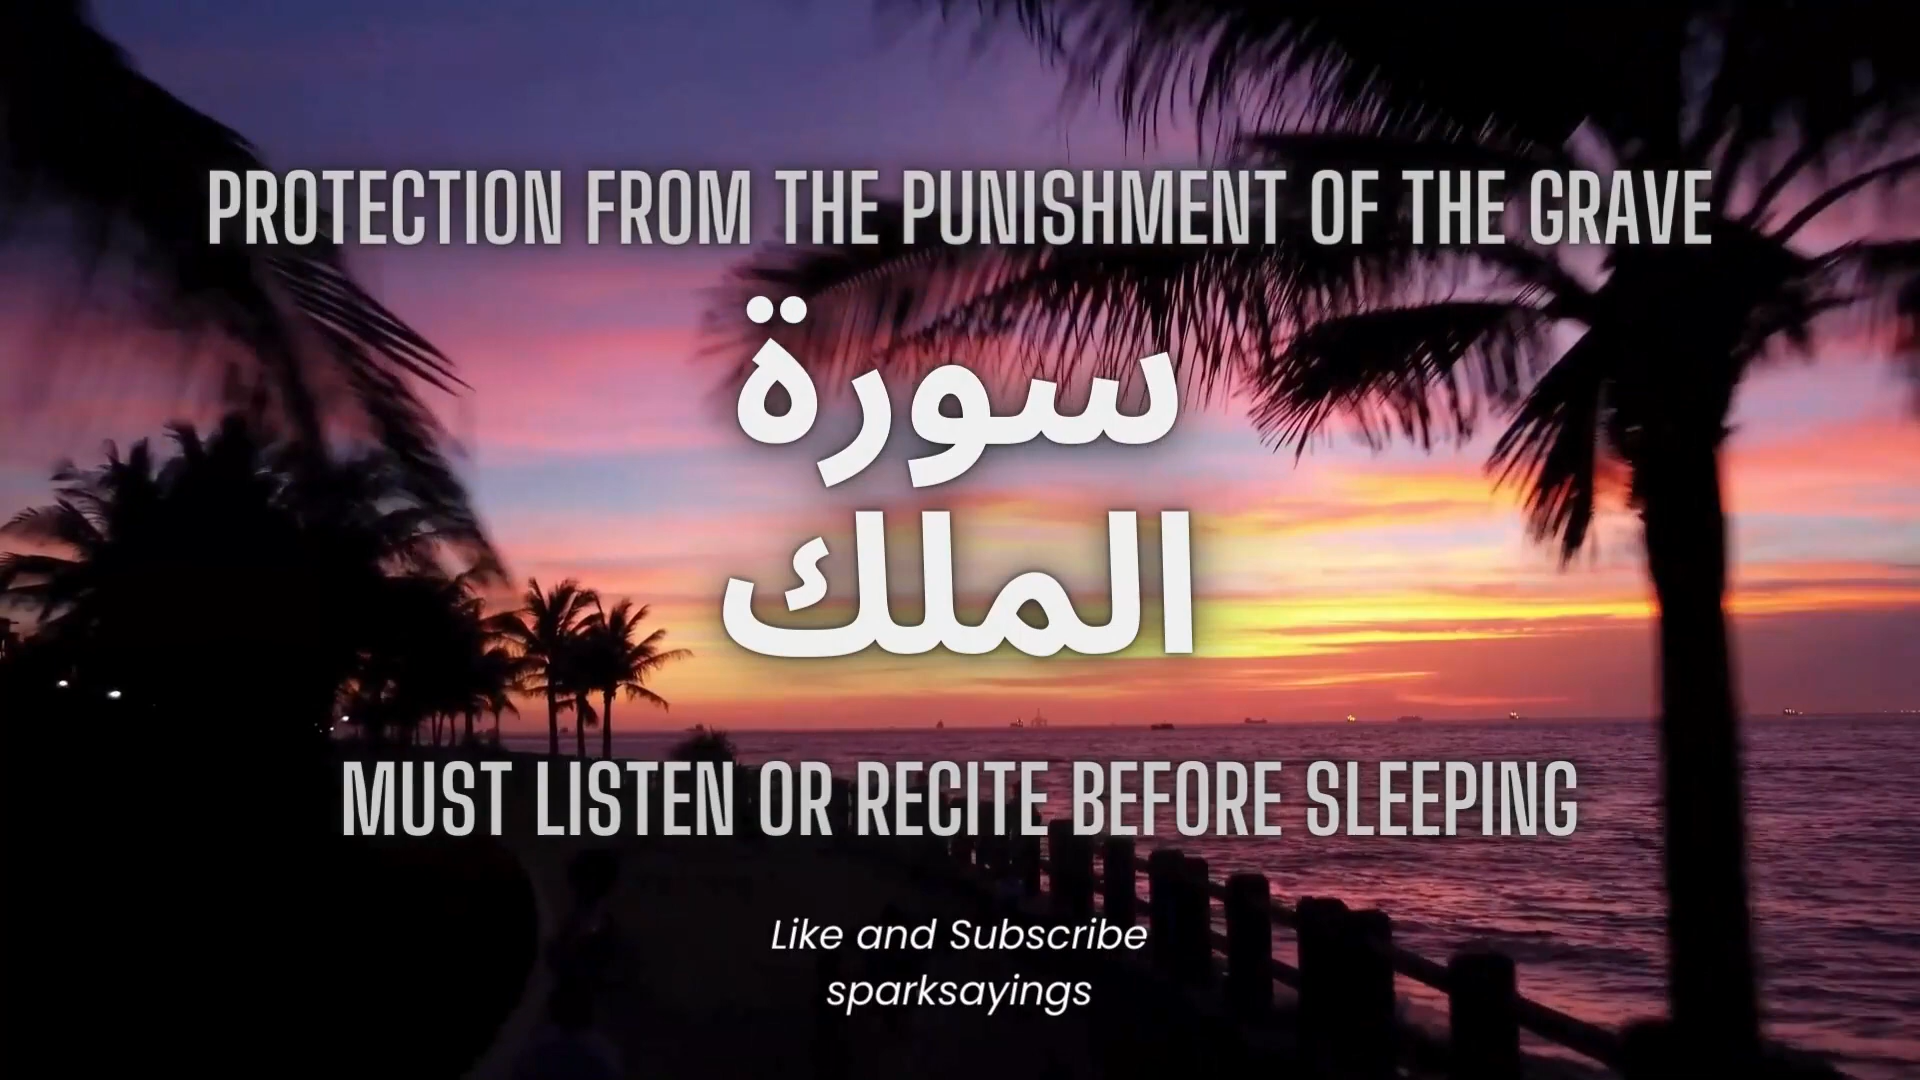 PROTECTION FROM THE PUNISHMENT OF THE GRAVE
سورة
الملك
MUST LISTEN OR RECITE BEFORE SLEEPING
Like and Subscribe
sparksayings